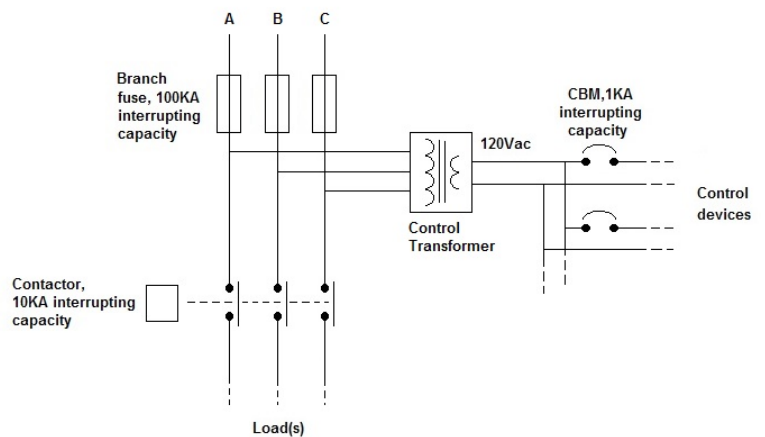 A B C
Branch
fuse, 100KA
interrupting
capacity
CBM,1KA
interrupting
capacity
120Vac
Control
devices
Control
Transformer
Contactor,
10KA interrupting
capacity
Load(s)